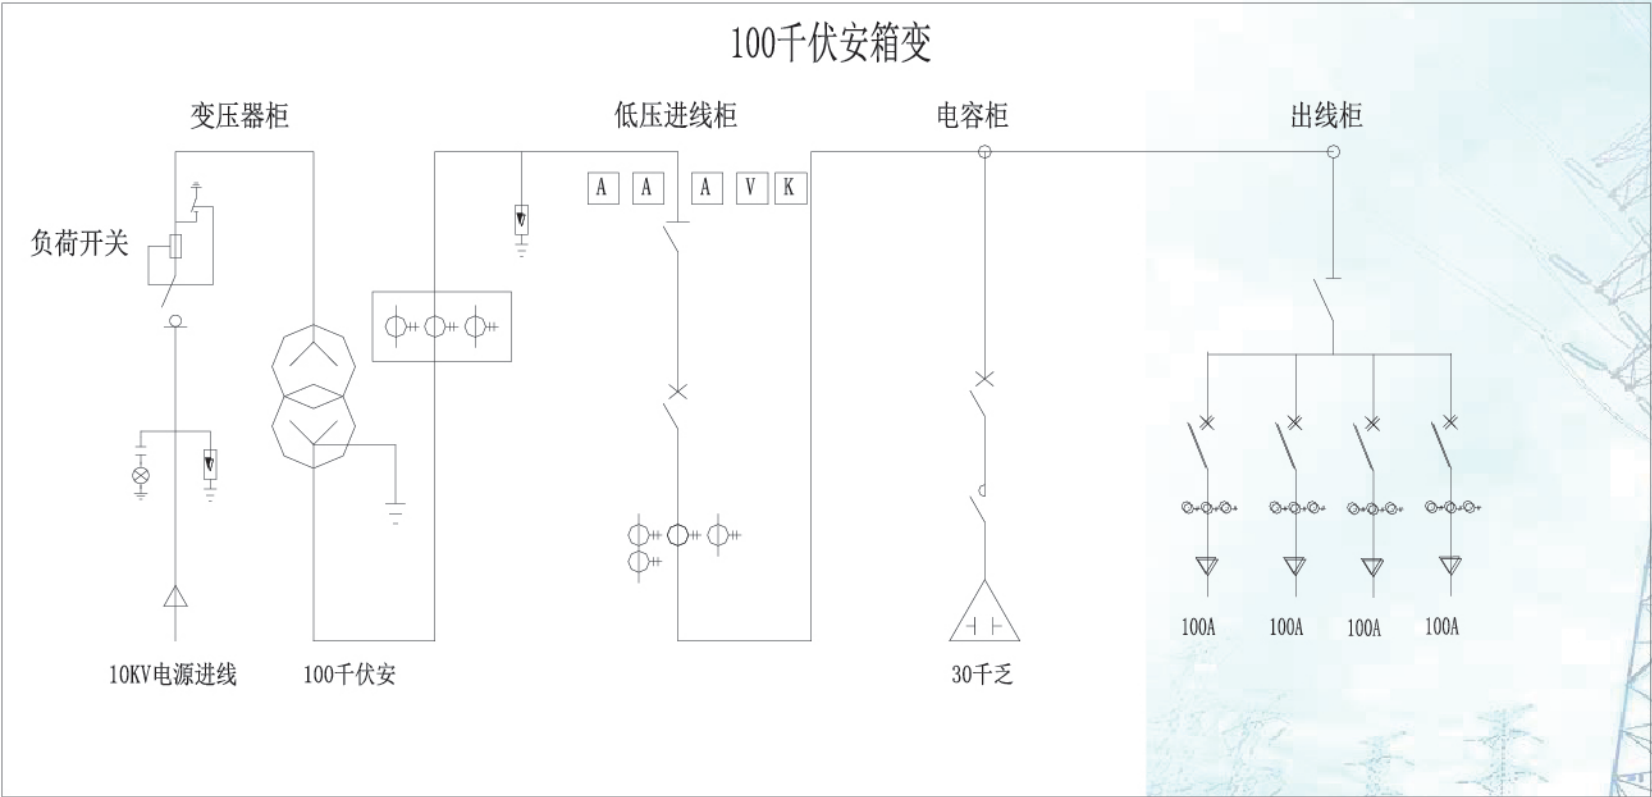 100千伏安箱变
变压器柜
低压进线柜
电容柜
出线柜
A
A
A
V
K
负荷开关
100A
100A
100A
100A
10KV电源进线
100千伏安
30千乏